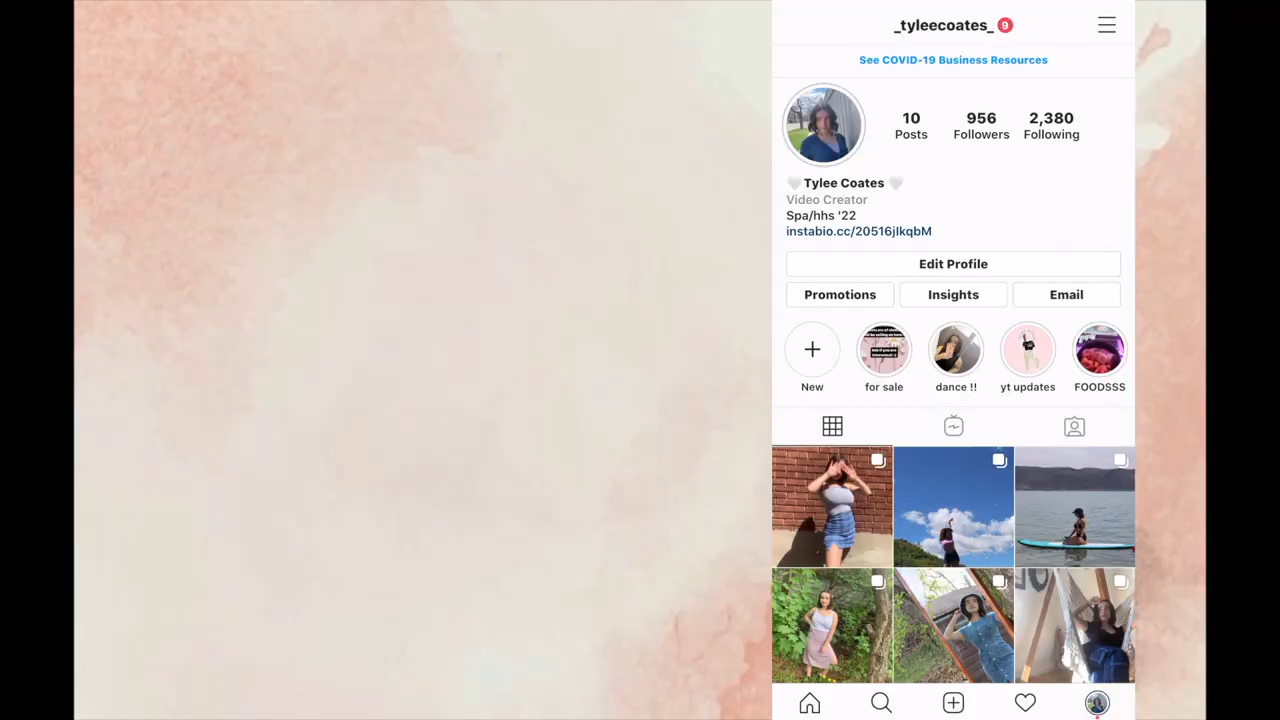 _tyleecoates_ 9
See COVID-19 Business Resources
10 956 2,380
Posts Followers Following
🤍Tylee Coates 🤍
Video Creator
Spa/hhs '22
instabio.cc/20516jlkqbM
Edit Profile
Promotions Insights Email
New for sale dance !! yt updates FOODSSS